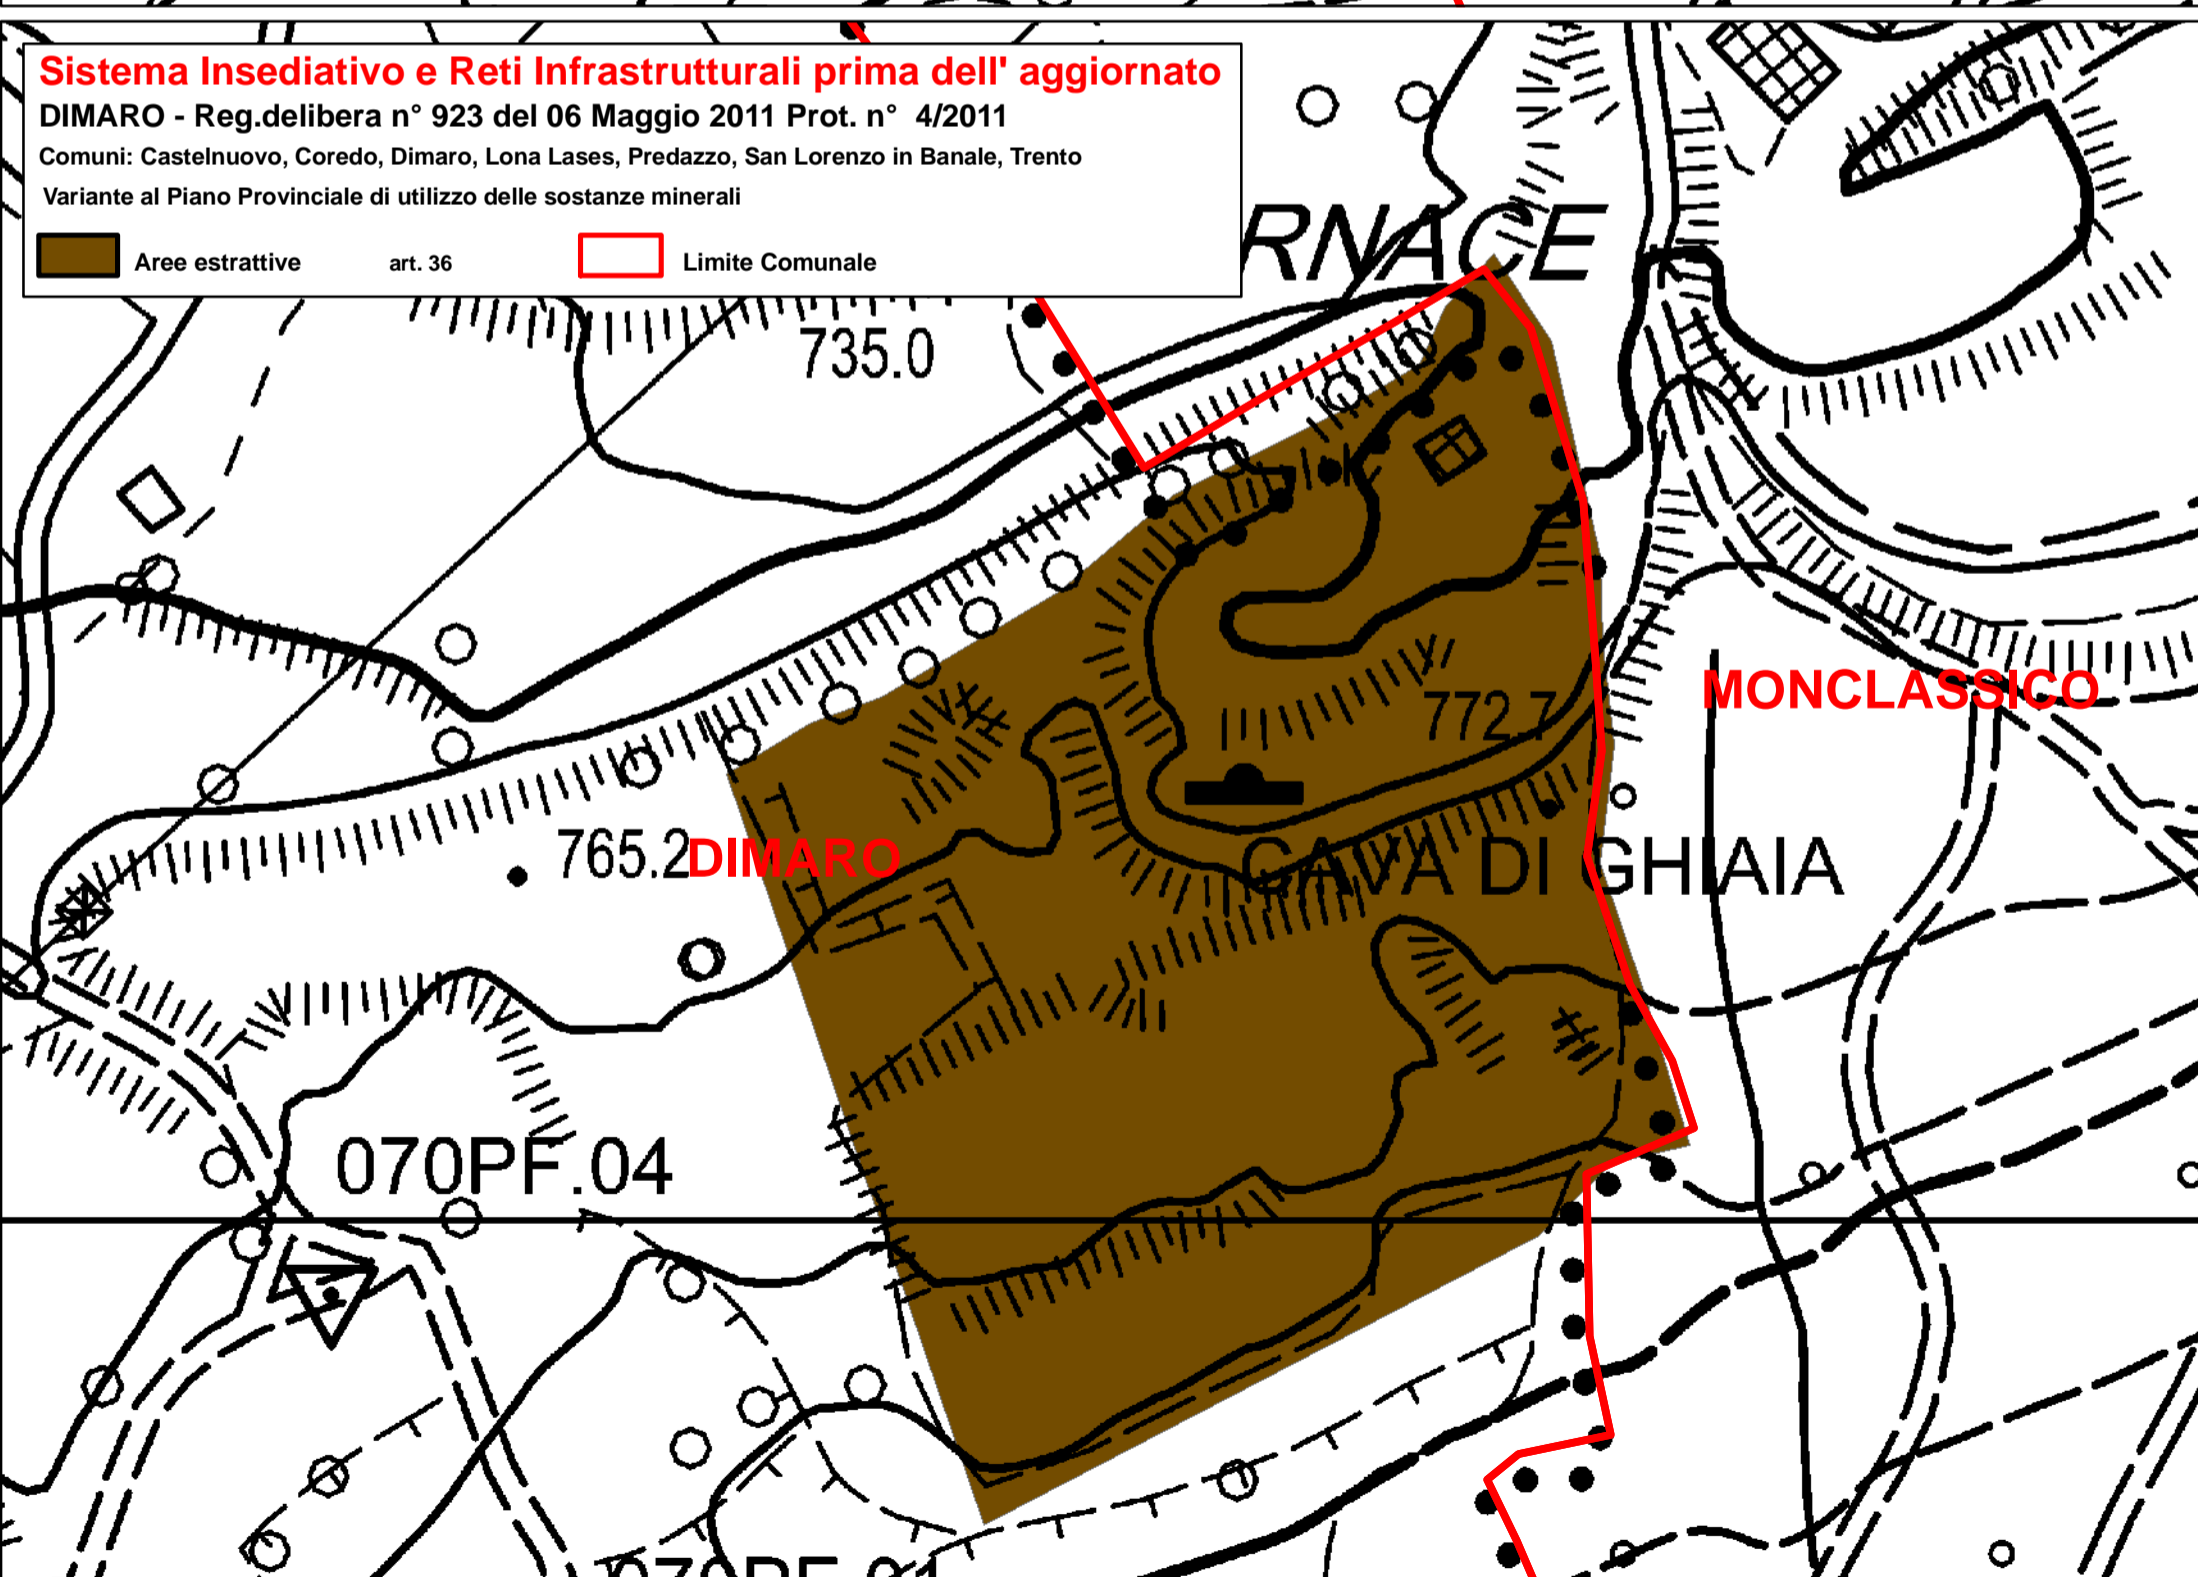 Sistema Insediativo e Reti Infrastrutturali prima dell' aggiornato
DIMARO - Reg.delibera n° 923 del 06 Maggio 2011 Prot. n° 4/2011
Comuni: Castelnuovo, Coredo, Dimaro, Lona Lases, Predazzo, San Lorenzo in Banale, Trento
Variante al Piano Provinciale di utilizzo delle sostanze minerali
Aree estrattive art. 36 Limite Comunale
RNACE
735.0
MONCLASSICO
772.7
765.2
DIMARO
CAVA DI GHIAIA
070PF.04